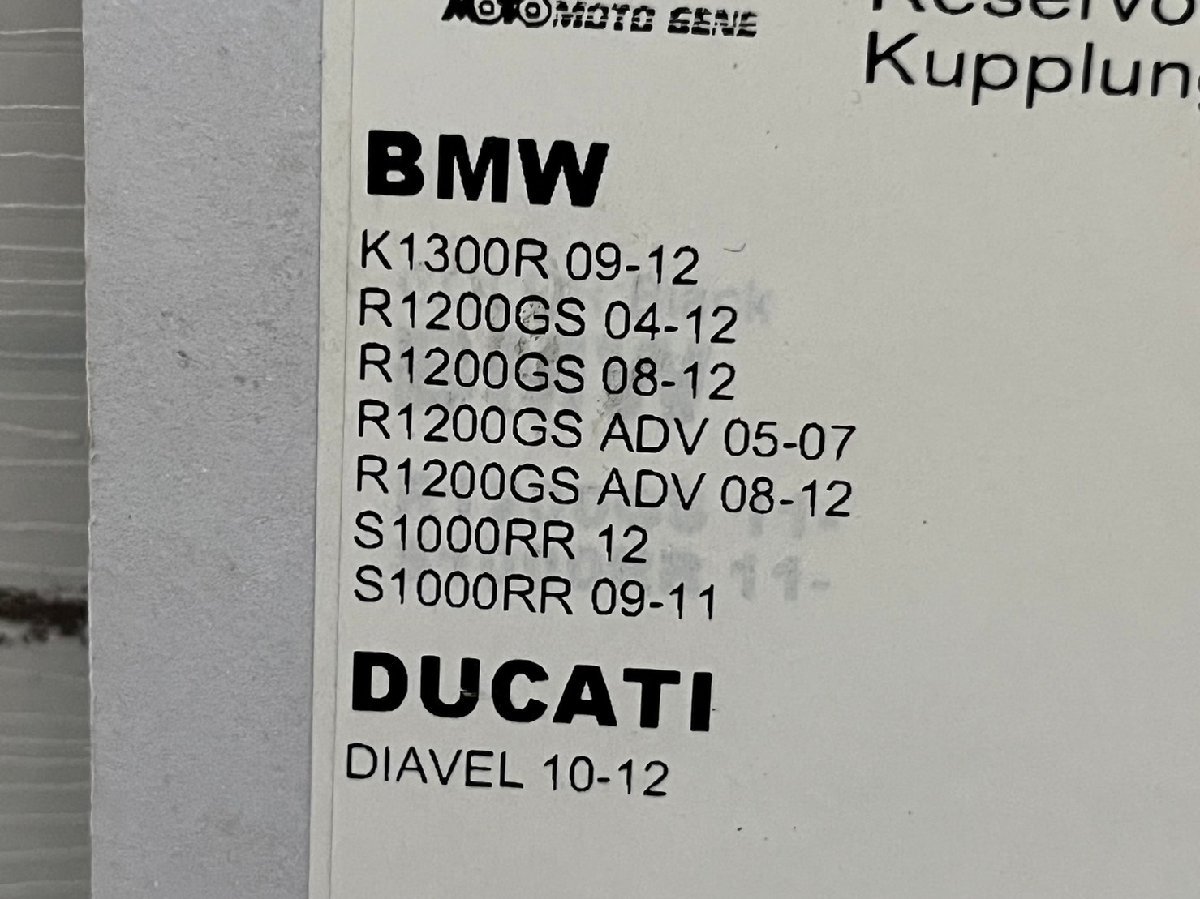 MOTO GENE
Kupplung
BMW
K1300R 09-12
R1200GS 04-12
R1200GS 08-12
R1200GS ADV 05-07
R1200GS ADV 08-12
S1000RR 12
S1000RR 09-11
DUCATI
DIAVEL 10-12